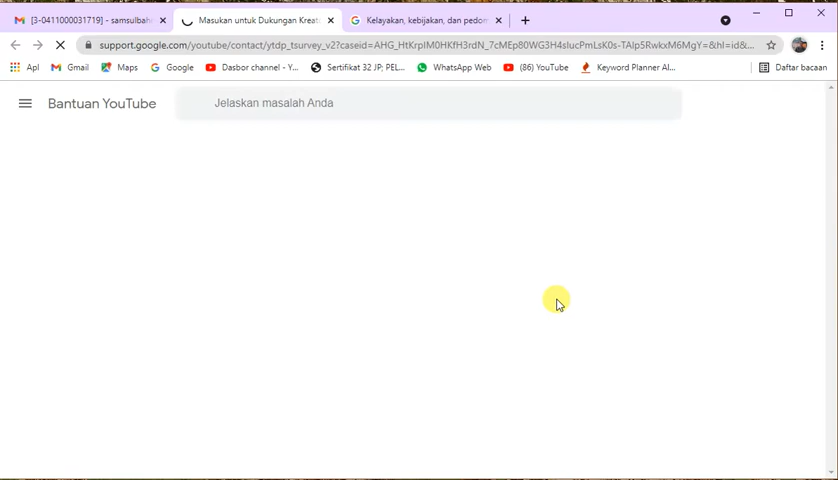 [3-0411000031719] - samsulbah
Masukan untuk Dukungan Kreati
Kelayakan, kebijakan, dan pedom
support.google.com/youtube/contact/ytdp_tsurvey_v2?caseid=AHG_HtKrpIM0HKfH3rdN_7cMEp80WG3H4sIucPmLsK0s-TAlp5RwkxM6MgY=&hl=id&...
Apl Gmail Maps Google Dasbor channel - Y... Sertifikat 32 JP; PEL... WhatsApp Web (86) YouTube Keyword Planner Al... Daftar bacaan
Bantuan YouTube Jelaskan masalah Anda